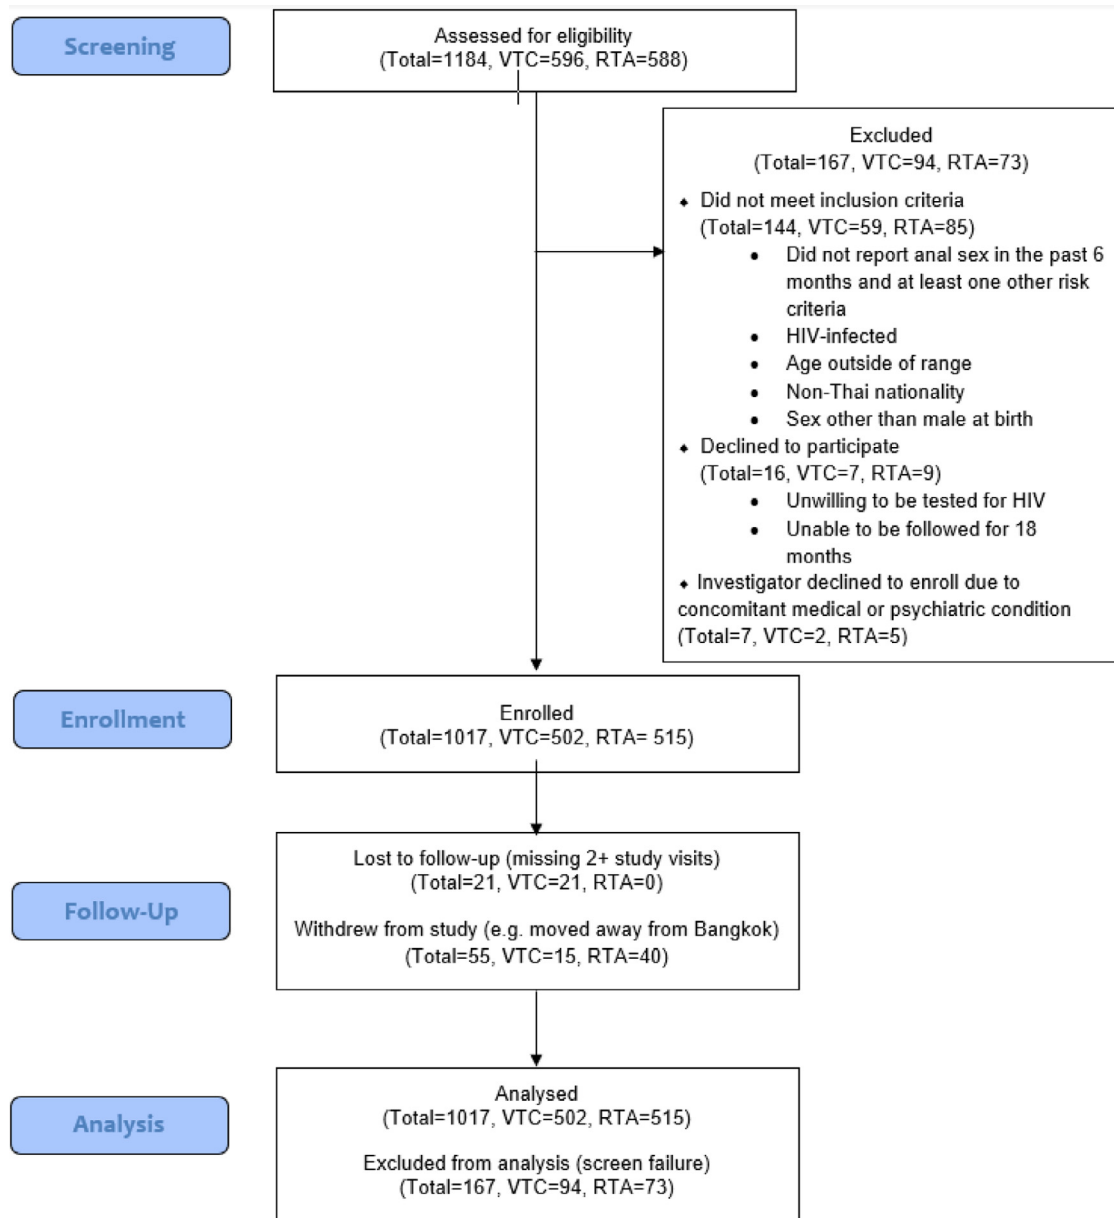 Screening
Assessed for eligibility
(Total=1184, VTC=596, RTA=588)
Excluded
(Total=167, VTC=94, RTA=73)
Did not meet inclusion criteria
(Total=144, VTC=59, RTA=85)
Did not report anal sex in the past 6
months and at least one other risk
criteria
HIV-infected
Age outside of range
Non-Thai nationality
Sex other than male at birth
Declined to participate
(Total=16, VTC=7, RTA=9)
Unwilling to be tested for HIV
Unable to be followed for 18
months
Investigator declined to enroll due to
concomitant medical or psychiatric condition
(Total=7, VTC=2, RTA=5)
Enrollment
Enrolled
(Total=1017, VTC=502, RTA= 515)
Follow-Up
Lost to follow-up (missing 2+ study visits)
(Total=21, VTC=21, RTA=0)
Withdrew from study (e.g. moved away from Bangkok)
(Total=55, VTC=15, RTA=40)
Analysis
Analysed
(Total=1017, VTC=502, RTA=515)
Excluded from analysis (screen failure)
(Total=167, VTC=94, RTA=73)